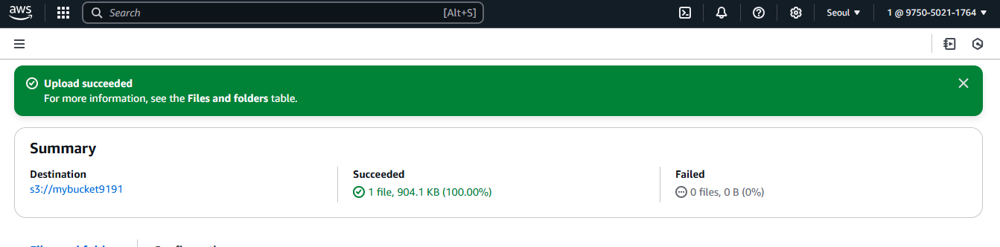 aws
Search [Alt+S] Seoul 1 @ 9750-5021-1764
Upload succeeded
For more information, see the Files and folders table.
Summary
Destination
s3://mybucket9191
Succeeded
1 file, 904.1 KB (100.00%)
Failed
0 files, 0 B (0%)